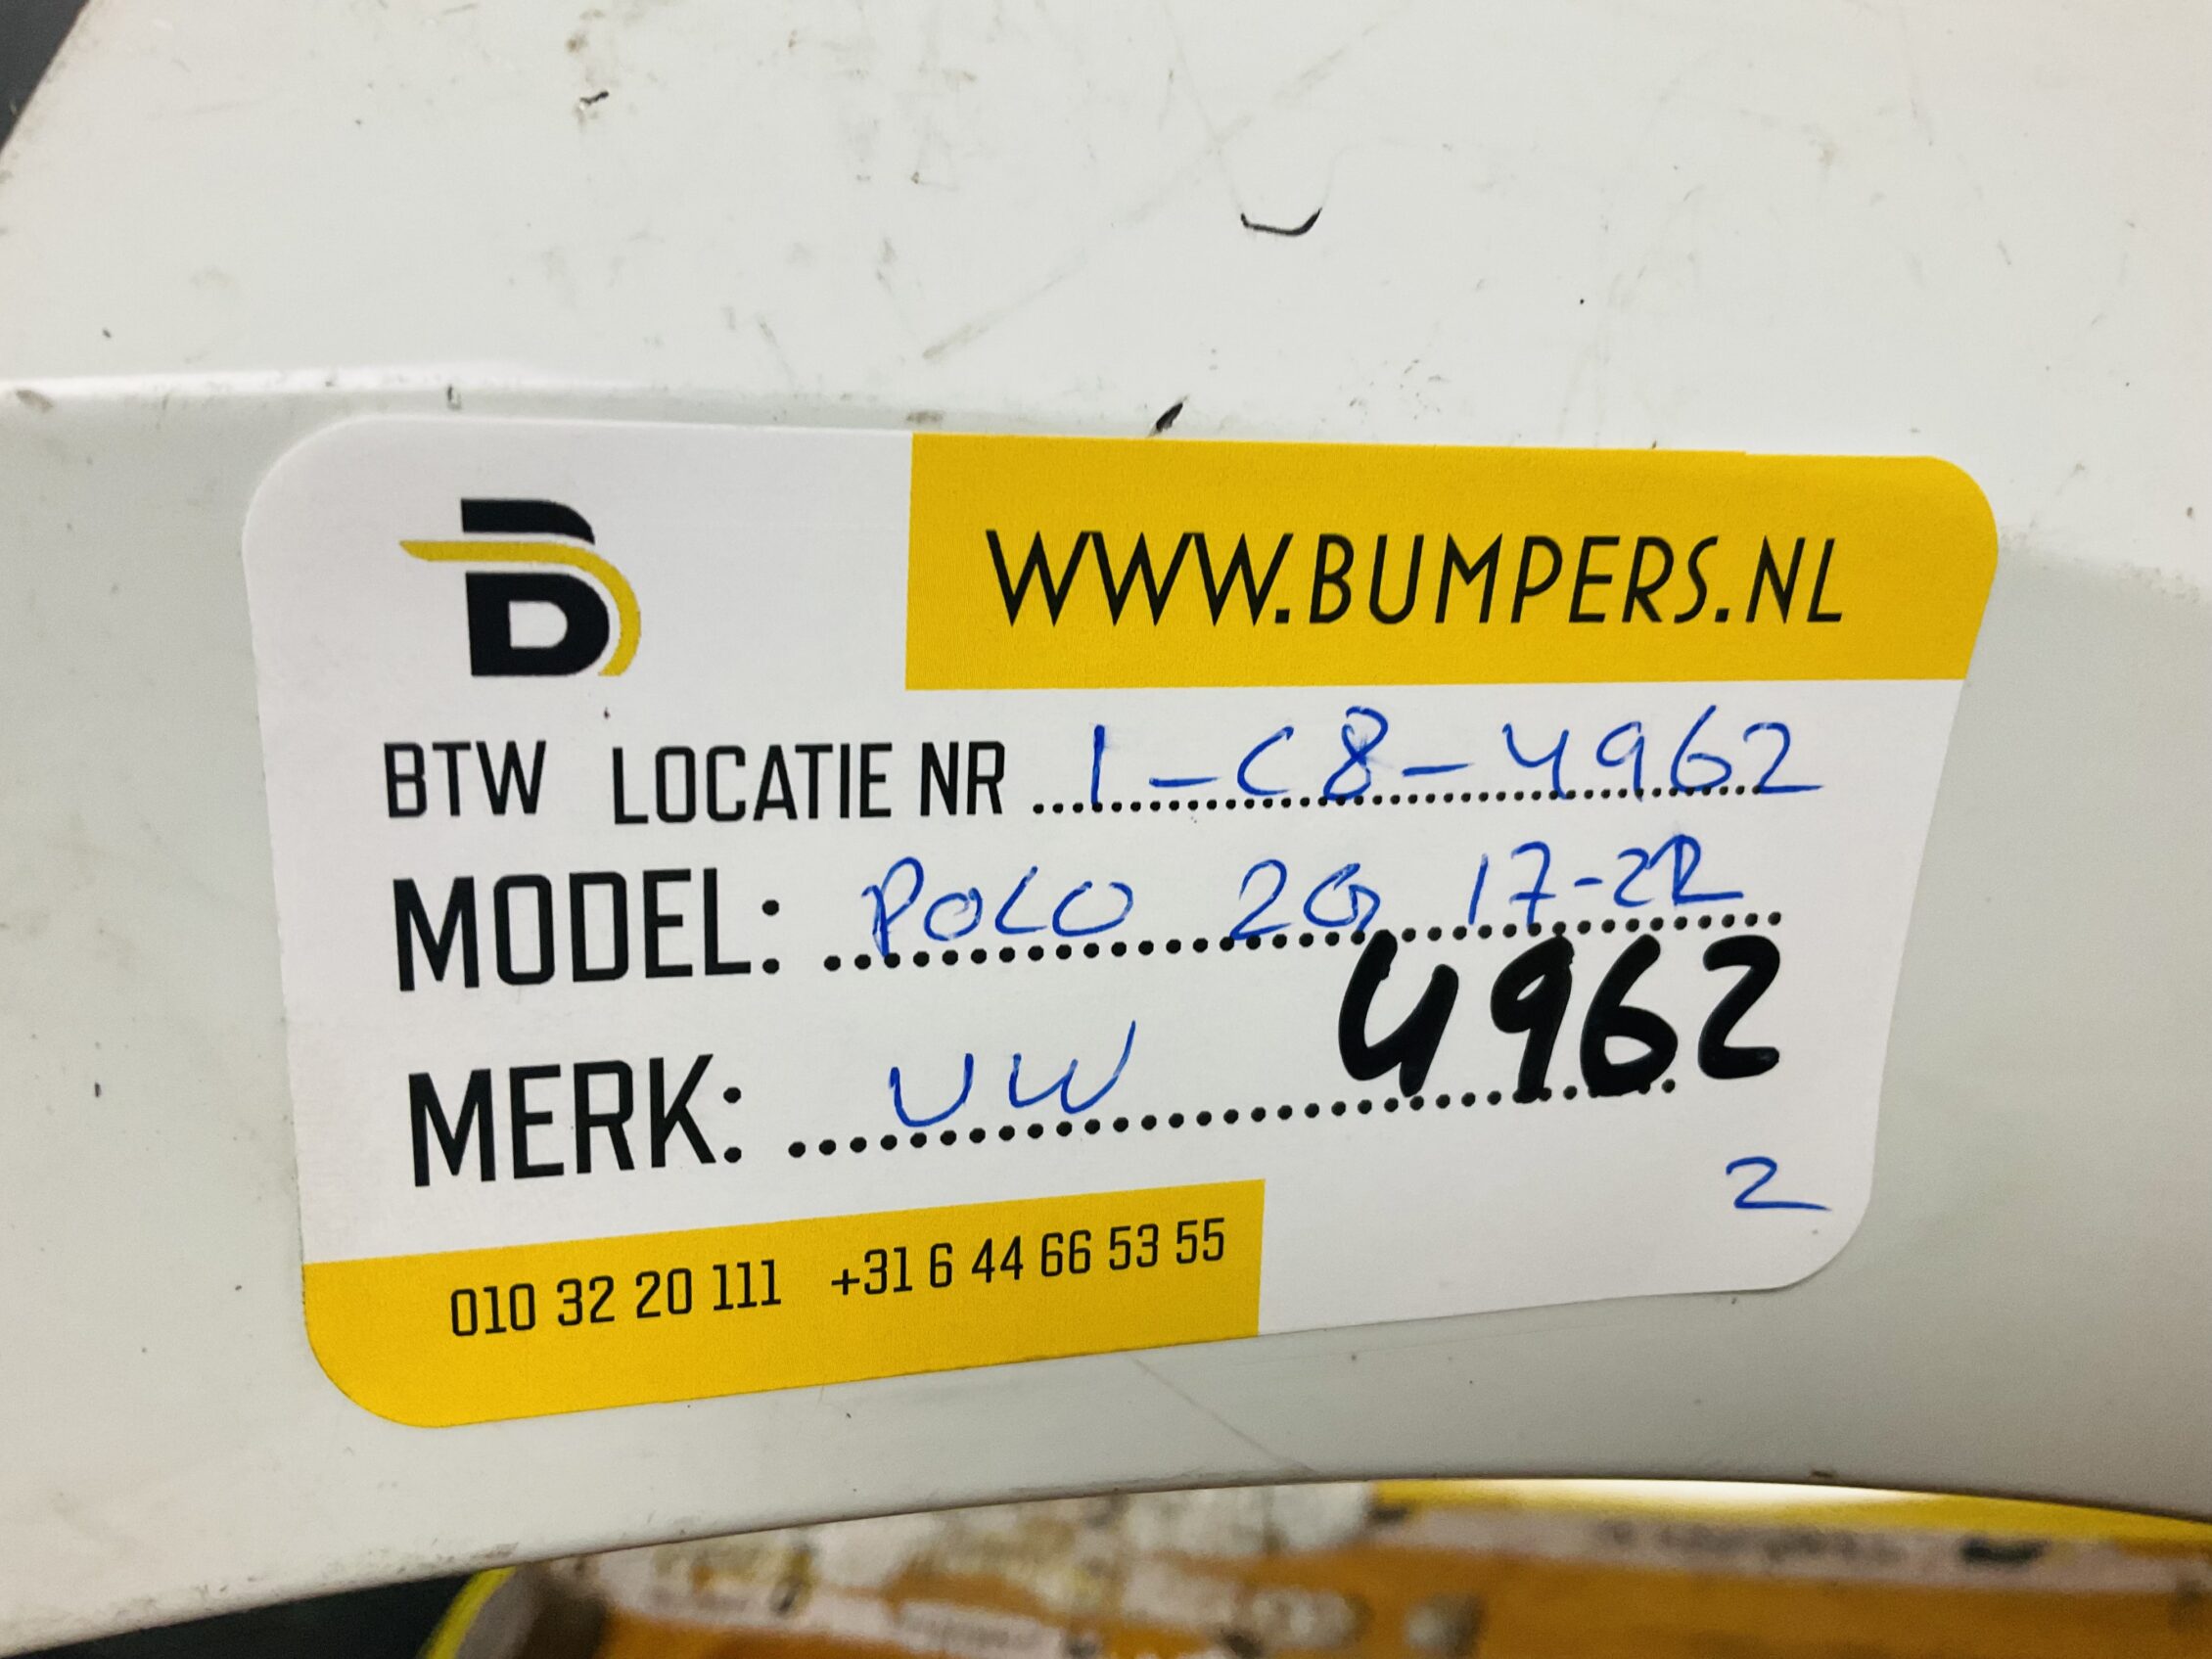 B
WWW.BUMPERS.NL
BTW LOCATIE NR 1-C8-4962
MODEL: POLO 2G 17-22
4962
MERK: VW
2
010 32 20 111 +31 6 44 66 53 55